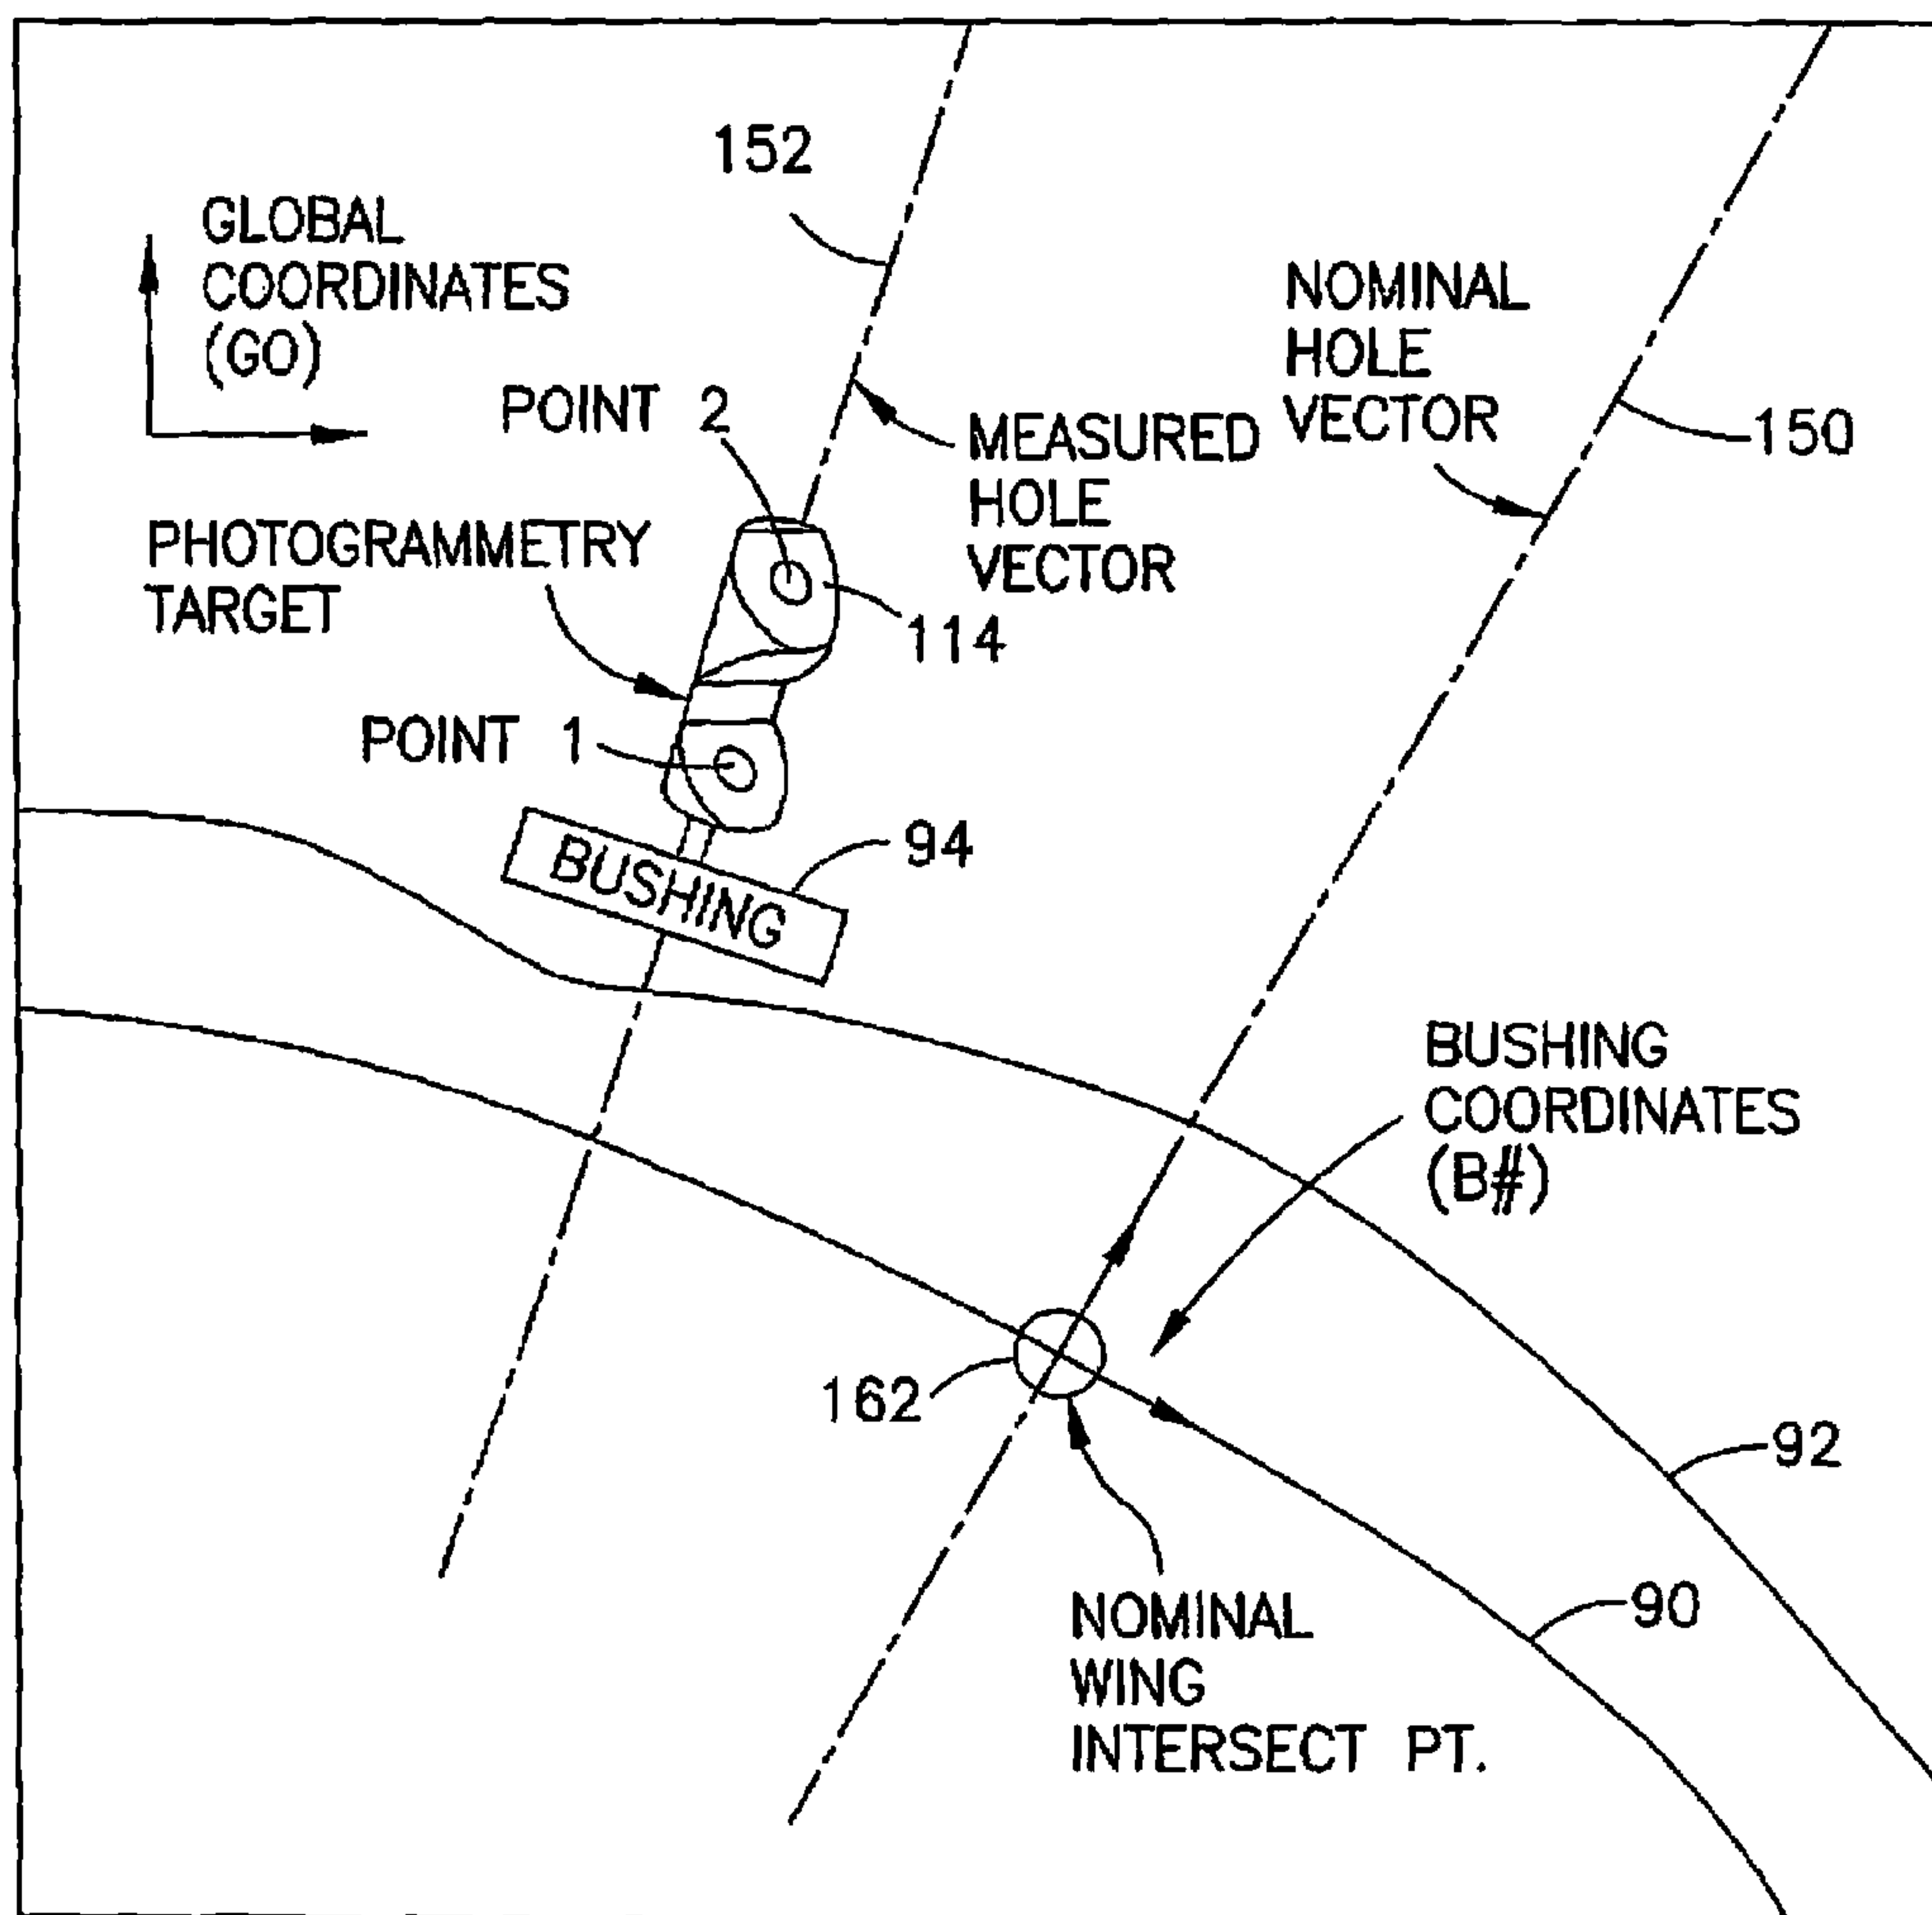 152
GLOBAL
COORDINATES
(GO)
NOMINAL
HOLE
VECTOR
150
POINT 2
MEASURED
HOLE
VECTOR
PHOTOGRAMMETRY
TARGET
114
POINT 1
94
BUSHING
BUSHING
COORDINATES
(B#)
162
92
90
NOMINAL
WING
INTERSECT PT.